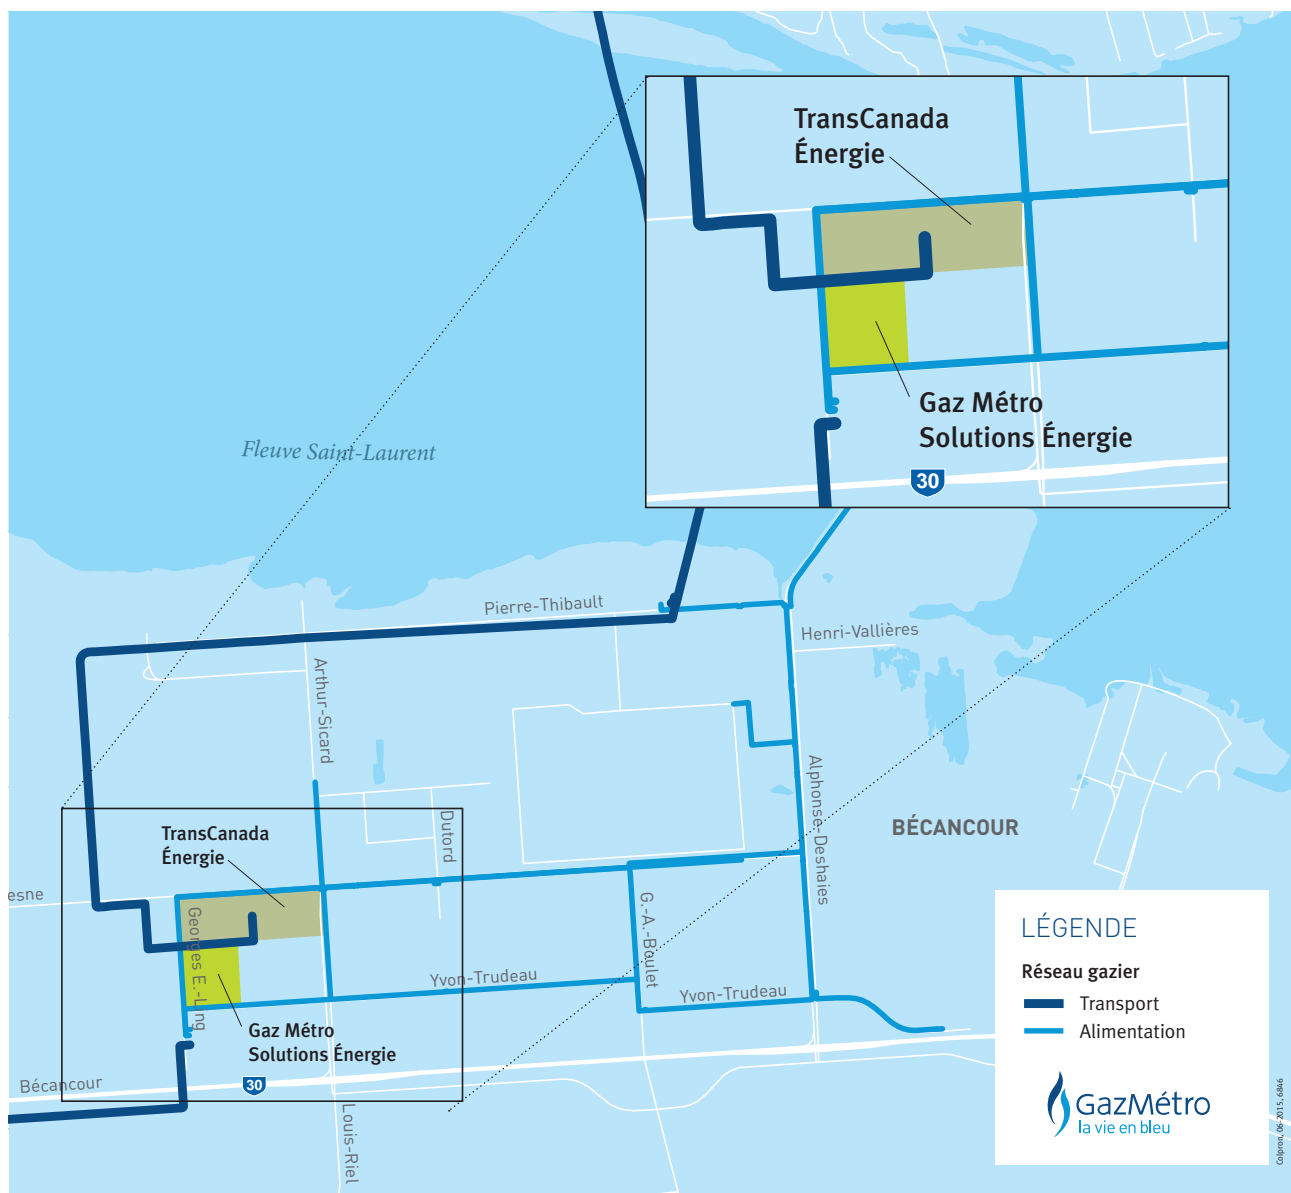 TransCanada
Énergie
Gaz Métro
Solutions Énergie
30
Fleuve Saint-Laurent
Pierre-Thibault
Henri-Vallières
Arthur-Sicard
Alphonse-Deshaies
Dutord
BÉCANCOUR
TransCanada
Énergie
esne
Georges E.-Ling
G.-A.-Boulet
Yvon-Trudeau
Yvon-Trudeau
Gaz Métro
Solutions Énergie
Bécancour
30
Louis-Riel
LÉGENDE
Réseau gazier
Transport
Alimentation
GazMétro
la vie en bleu
Colpron, 06-2015, 6846